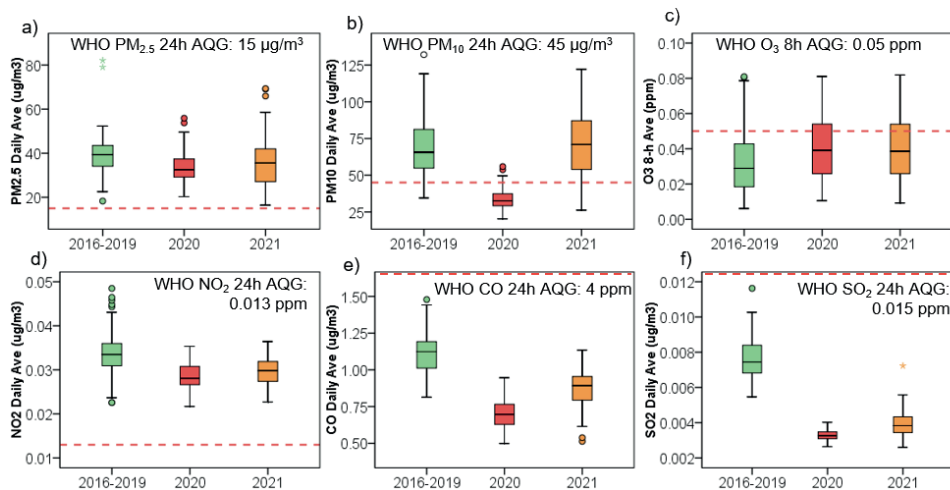 a)
WHO PM2.5 24h AQG: 15 µg/m³
PM2.5 Daily Ave (ug/m3)
80
60
40
20
2016-2019 2020 2021
b)
WHO PM10 24h AQG: 45 µg/m³
PM10 Daily Ave (ug/m3)
125
100
75
50
25
2016-2019 2020 2021
c)
WHO O3 8h AQG: 0.05 ppm
O3 8-h Ave (ppm)
0.10
0.08
0.06
0.04
0.02
0.00
2016-2019 2020 2021
d)
WHO NO2 24h AQG:
0.013 ppm
NO2 Daily Ave (ug/m3)
0.05
0.04
0.03
0.02
0.01
2016-2019 2020 2021
e)
WHO CO 24h AQG: 4 ppm
CO Daily Ave (ug/m3)
1.50
1.25
1.00
0.75
0.50
2016-2019 2020 2021
f)
WHO SO2 24h AQG:
0.015 ppm
SO2 Daily Ave (ug/m3)
0.012
0.010
0.008
0.006
0.004
0.002
2016-2019 2020 2021